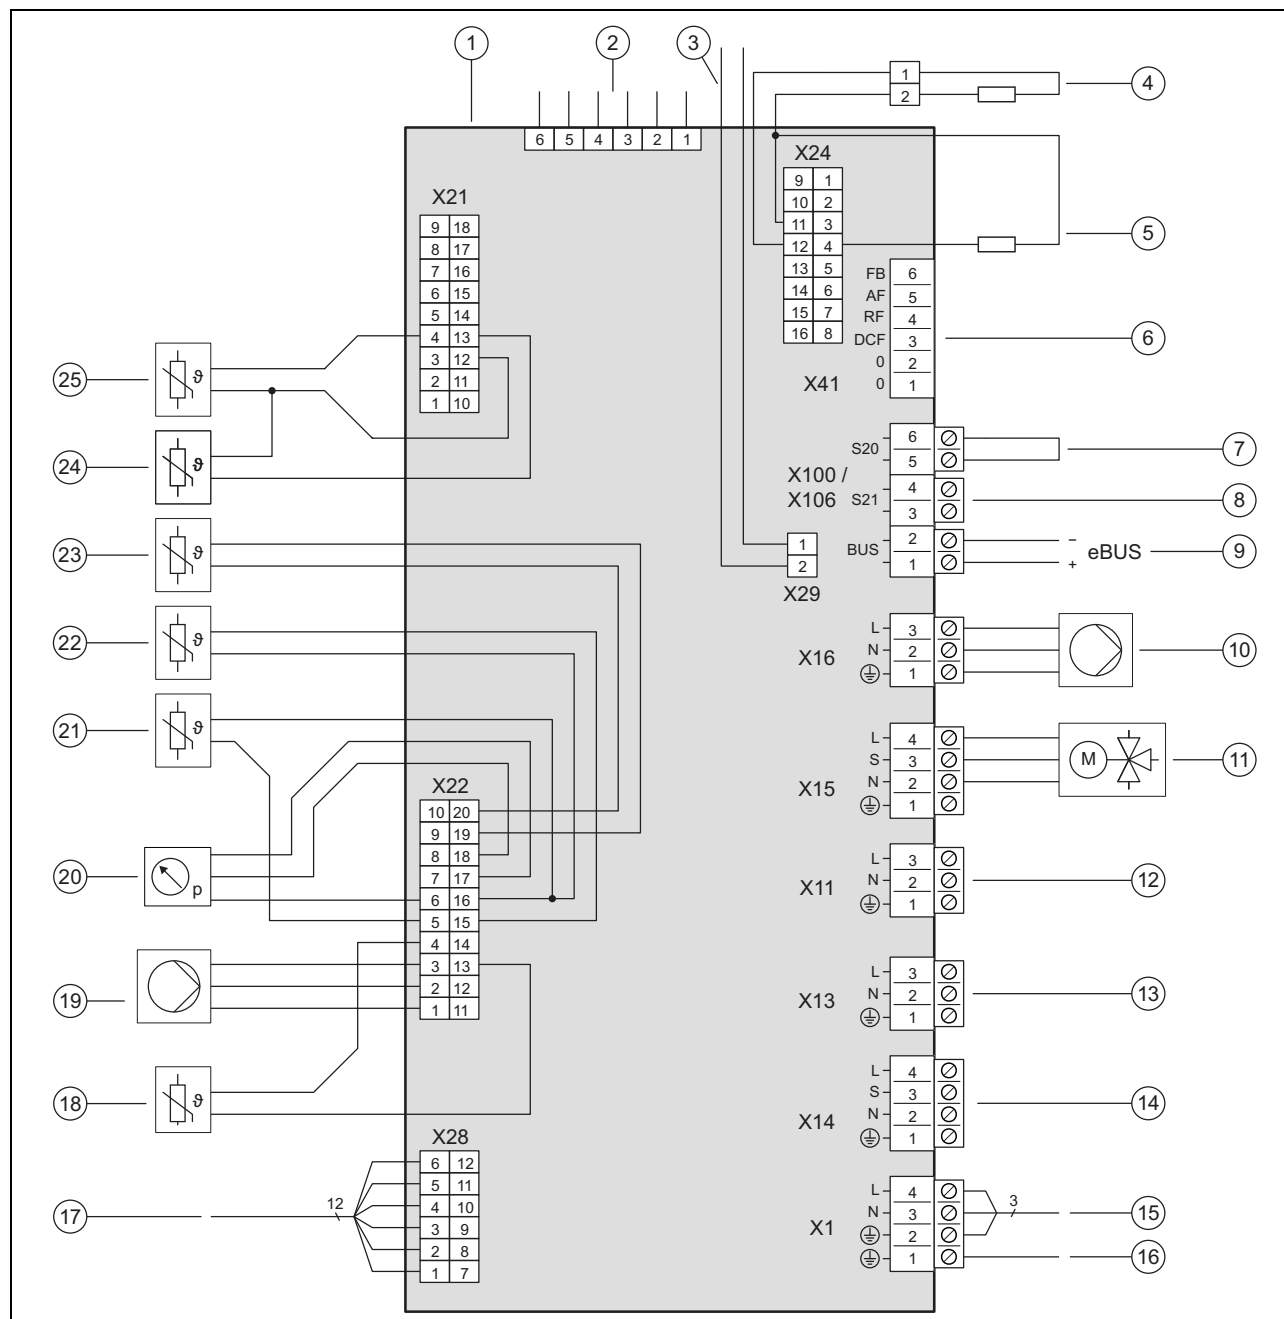 1
2
3
4
5
6
7
8
9
10
11
12
13
14
15
16
17
18
19
20
21
22
23
24
25
1
2
6 5 4 3 2 1
X24
9 1
10 2
11 3
12 4
13 5
14 6
15 7
16 8
X21
9 18
8 17
7 16
6 15
5 14
4 13
3 12
2 11
1 10
FB 6
AF 5
RF 4
DCF 3
0 2
0 1
X41
X100 /
X106
S20
6
5
S21
4
3
BUS
2
1
−
+
eBUS
1
2
X29
X16
L 3
N 2
1
X15
L 4
S 3
N 2
1
M
X11
L 3
N 2
1
X13
L 3
N 2
1
X14
L 4
S 3
N 2
1
X1
L 4
N 3
2
1
3
ϑ
ϑ
ϑ
ϑ
ϑ
p
ϑ
X22
10 20
9 19
8 18
7 17
6 16
5 15
4 14
3 13
2 12
1 11
X28
6 12
5 11
4 10
3 9
2 8
1 7
12